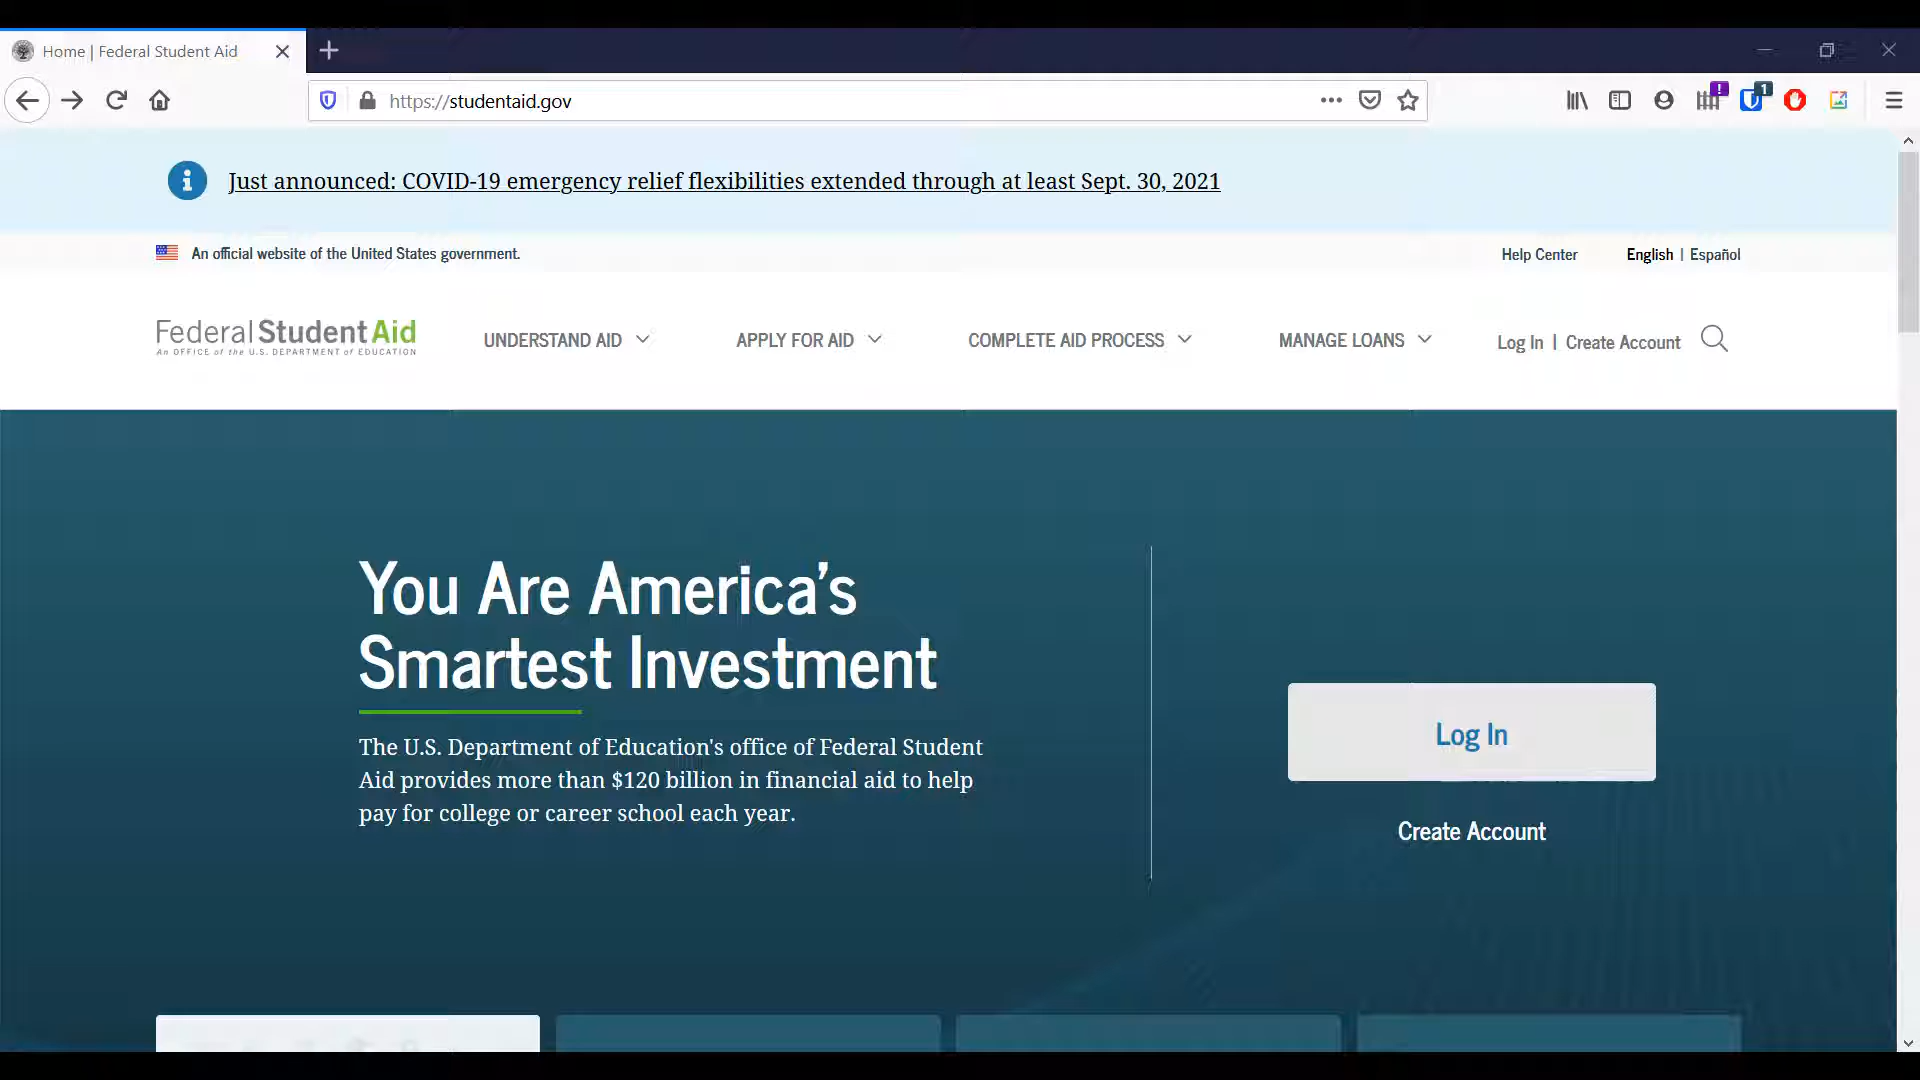 Home | Federal Student Aid
https://studentaid.gov
!
1
Just announced: COVID-19 emergency relief flexibilities extended through at least Sept. 30, 2021
An official website of the United States government.
Help Center
English | Español
Federal Student Aid
An OFFICE of the U.S. DEPARTMENT of EDUCATION
UNDERSTAND AID
APPLY FOR AID
COMPLETE AID PROCESS
MANAGE LOANS
Log In | Create Account
You Are America's
Smartest Investment
The U.S. Department of Education's office of Federal Student
Aid provides more than $120 billion in financial aid to help
pay for college or career school each year.
Log In
Create Account